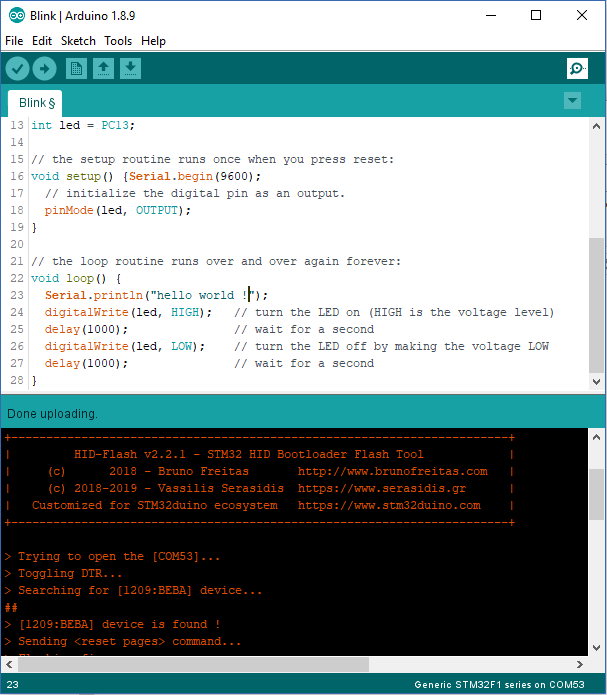 Blink | Arduino 1.8.9
File Edit Sketch Tools Help
Blink §
13 int led = PC13;
14
15 // the setup routine runs once when you press reset:
16 void setup() {Serial.begin(9600);
17 // initialize the digital pin as an output.
18 pinMode(led, OUTPUT);
19 }
20
21 // the loop routine runs over and over again forever:
22 void loop() {
23 Serial.println("hello world !");
24 digitalWrite(led, HIGH); // turn the LED on (HIGH is the voltage level)
25 delay(1000); // wait for a second
26 digitalWrite(led, LOW); // turn the LED off by making the voltage LOW
27 delay(1000); // wait for a second
28 }
Done uploading.
+-----------------------------------------------------------------------+
| HID-Flash v2.2.1 - STM32 HID Bootloader Flash Tool |
| (c) 2018 - Bruno Freitas http://www.brunofreitas.com |
| (c) 2018-2019 - Vassilis Serasidis https://www.serasidis.gr |
| Customized for STM32duino ecosystem https://www.stm32duino.com |
+-----------------------------------------------------------------------+
> Trying to open the [COM53]...
> Toggling DTR...
> Searching for [1209:BEBA] device...
##
> [1209:BEBA] device is found !
> Sending <reset pages> command...
23 Generic STM32F1 series on COM53